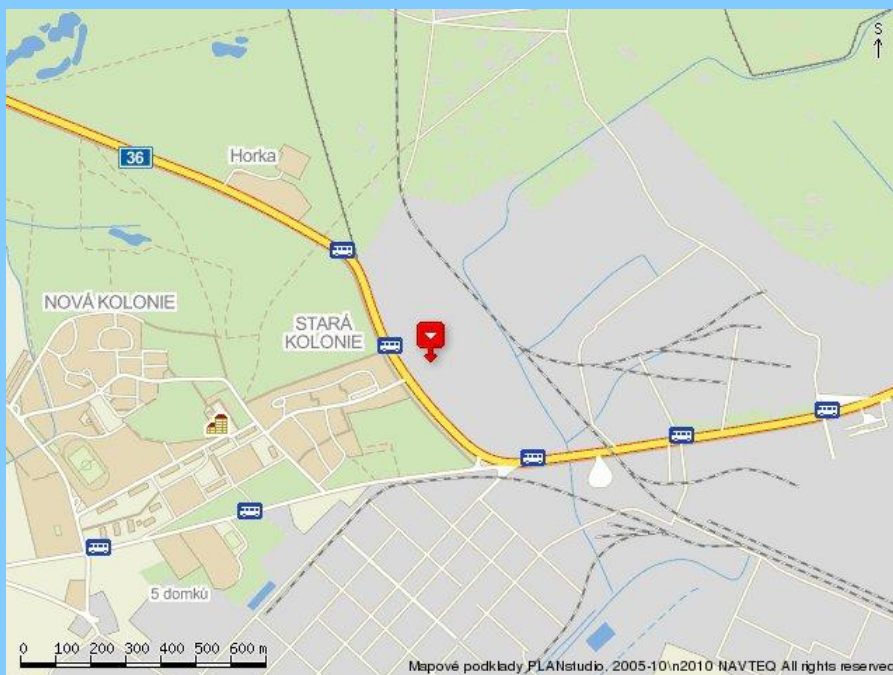 S
36
Horka
NOVÁ KOLONIE
STARÁ
KOLONIE
5 domků
0 100 200 300 400 500 600 m
Mapové podklady PLANstudio, 2005-10\n2010 NAVTEQ All rights reserved